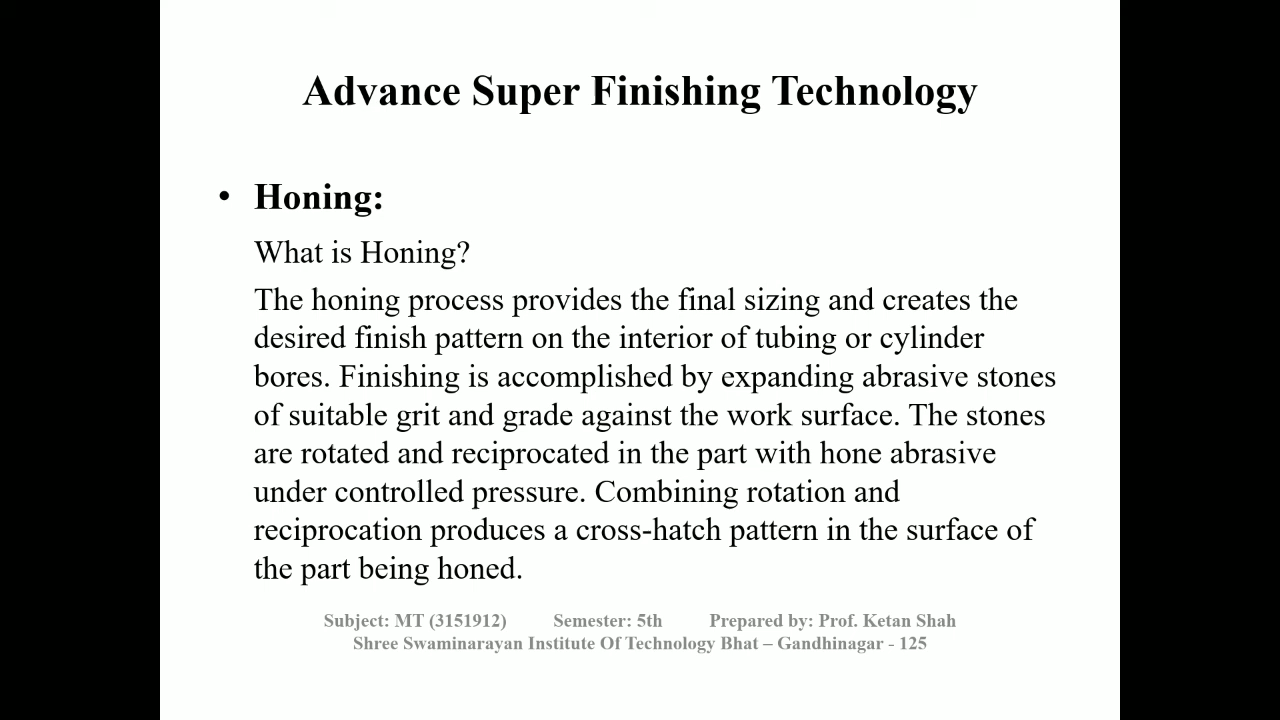 Advance Super Finishing Technology
• Honing:
What is Honing?
The honing process provides the final sizing and creates the
desired finish pattern on the interior of tubing or cylinder
bores. Finishing is accomplished by expanding abrasive stones
of suitable grit and grade against the work surface. The stones
are rotated and reciprocated in the part with hone abrasive
under controlled pressure. Combining rotation and
reciprocation produces a cross-hatch pattern in the surface of
the part being honed.
Subject: MT (3151912) Semester: 5th Prepared by: Prof. Ketan Shah
Shree Swaminarayan Institute Of Technology Bhat – Gandhinagar - 125